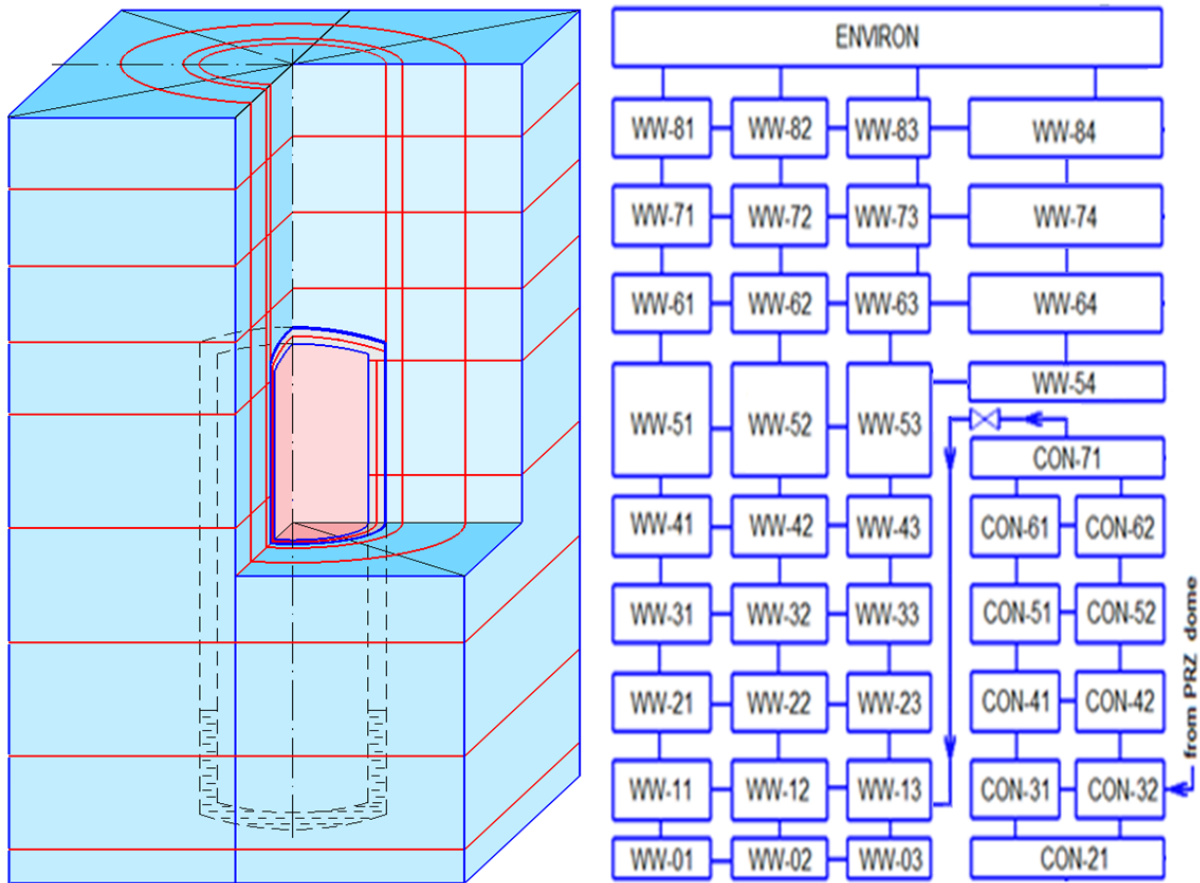 ENVIRON
WW-81 WW-82 WW-83 WW-84
WW-71 WW-72 WW-73 WW-74
WW-61 WW-62 WW-63 WW-64
WW-54
WW-51 WW-52 WW-53
CON-71
WW-41 WW-42 WW-43 CON-61 CON-62
WW-31 WW-32 WW-33 CON-51 CON-52
WW-21 WW-22 WW-23 CON-41 CON-42
WW-11 WW-12 WW-13 CON-31 CON-32
WW-01 WW-02 WW-03 CON-21
from PRZ dome